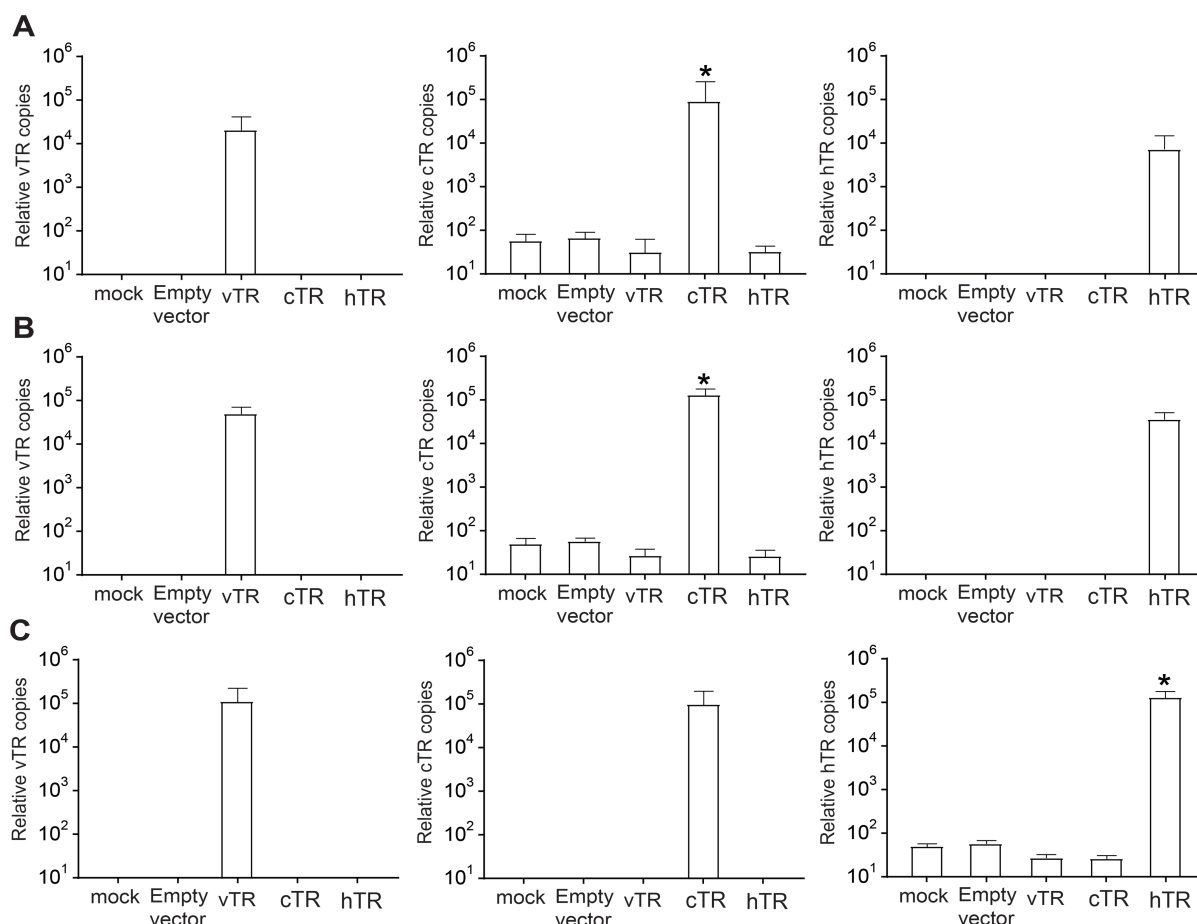 A
Relative vTR copies
10⁶
10⁵
10⁴
10³
10²
10¹
mock Empty vTR cTR hTR
vector
Relative cTR copies
10⁶
10⁵
10⁴
10³
10²
10¹
*
mock Empty vTR cTR hTR
vector
Relative hTR copies
10⁶
10⁵
10⁴
10³
10²
10¹
mock Empty vTR cTR hTR
vector
B
Relative vTR copies
10⁶
10⁵
10⁴
10³
10²
10¹
mock Empty vTR cTR hTR
vector
Relative cTR copies
10⁶
10⁵
10⁴
10³
10²
10¹
*
mock Empty vTR cTR hTR
vector
Relative hTR copies
10⁶
10⁵
10⁴
10³
10²
10¹
mock Empty vTR cTR hTR
vector
C
Relative vTR copies
10⁶
10⁵
10⁴
10³
10²
10¹
mock Empty vTR cTR hTR
vector
Relative cTR copies
10⁶
10⁵
10⁴
10³
10²
10¹
mock Empty vTR cTR hTR
vector
Relative hTR copies
10⁶
10⁵
10⁴
10³
10²
10¹
*
mock Empty vTR cTR hTR
vector